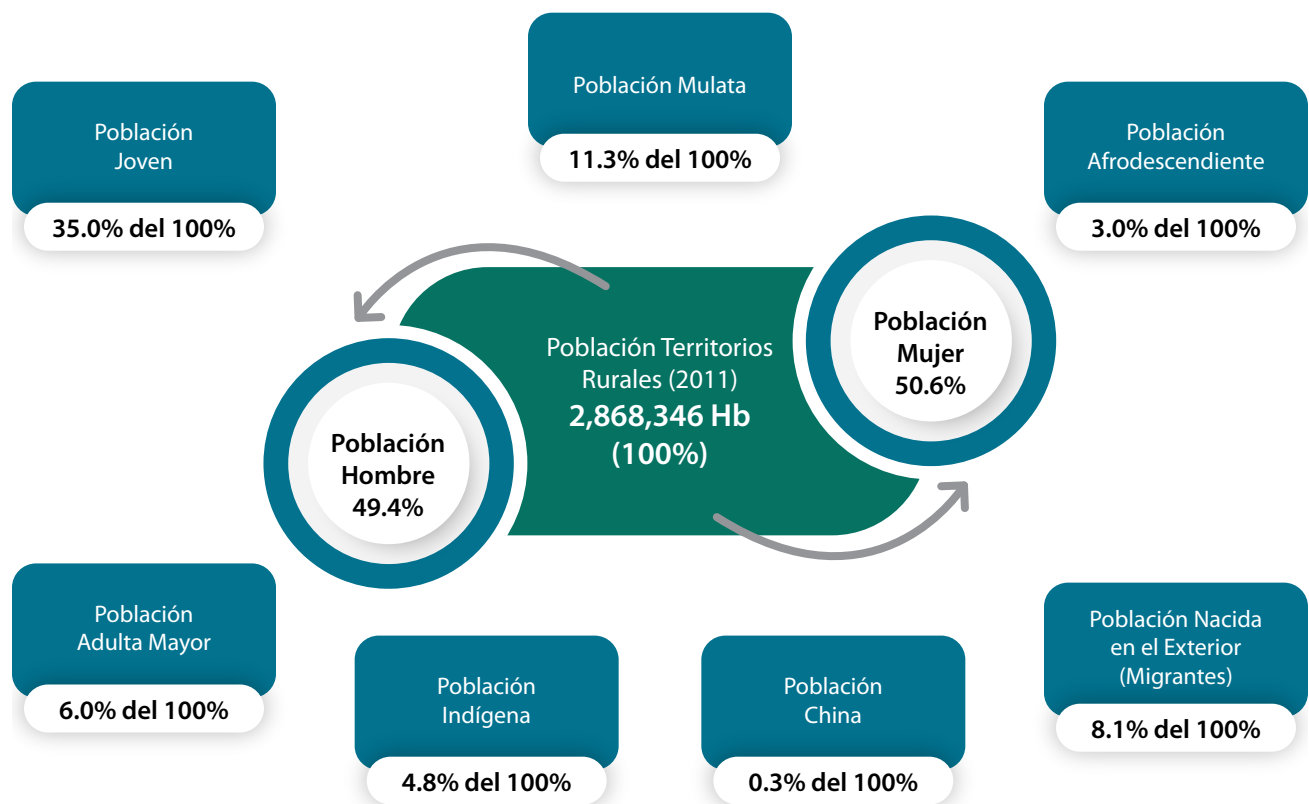 Población Mulata
11.3% del 100%
Población
Joven
35.0% del 100%
Población
Afrodescendiente
3.0% del 100%
Población Territorios
Rurales (2011)
2,868,346 Hb
(100%)
Población
Mujer
50.6%
Población
Hombre
49.4%
Población
Adulta Mayor
6.0% del 100%
Población
Indígena
4.8% del 100%
Población
China
0.3% del 100%
Población Nacida
en el Exterior
(Migrantes)
8.1% del 100%